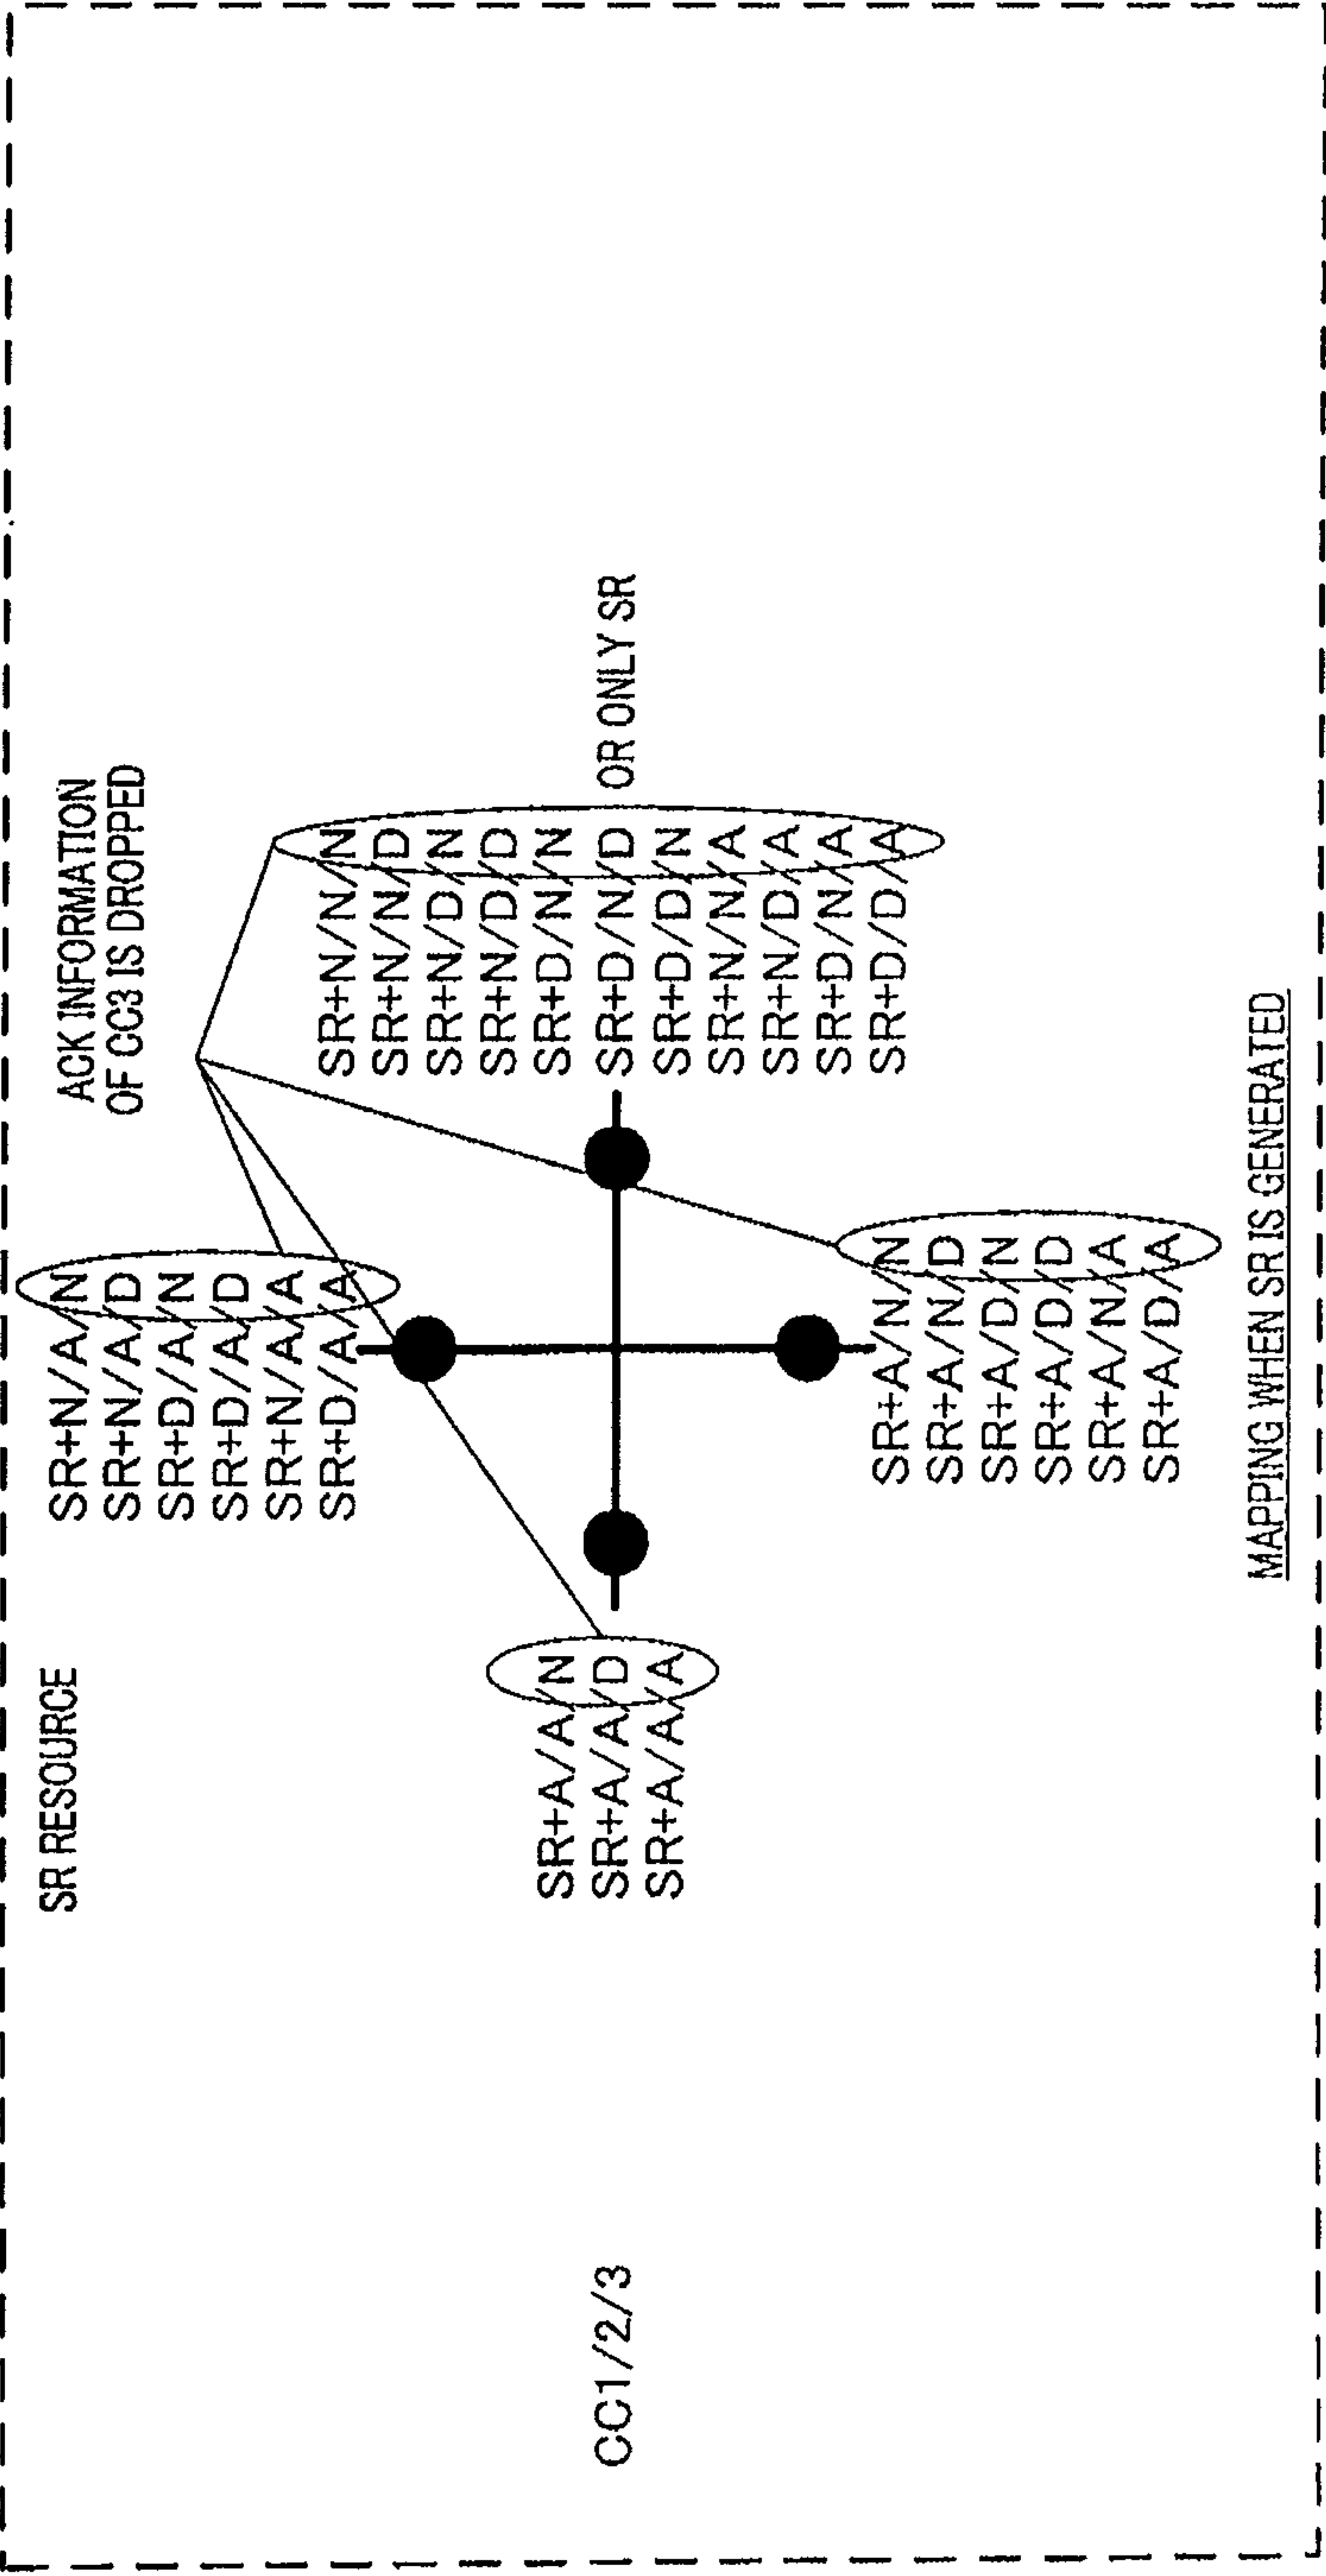 SR RESOURCE
ACK INFORMATION
OF CC3 IS DROPPED
SR+N/A/N
SR+N/A/D
SR+D/A/N
SR+D/A/D
SR+N/A/A
SR+D/A/A
CC1/2/3
SR+A/A/N
SR+A/A/D
SR+A/A/A
SR+N/N/N
SR+N/N/D
SR+N/D/N
SR+N/D/D
SR+D/N/N
SR+D/N/D
SR+D/D/N
SR+N/N/A
SR+N/D/A
SR+D/N/A
SR+D/D/A
OR ONLY SR
SR+A/N/N
SR+A/N/D
SR+A/D/N
SR+A/D/D
SR+A/N/A
SR+A/D/A
MAPPING WHEN SR IS GENERATED